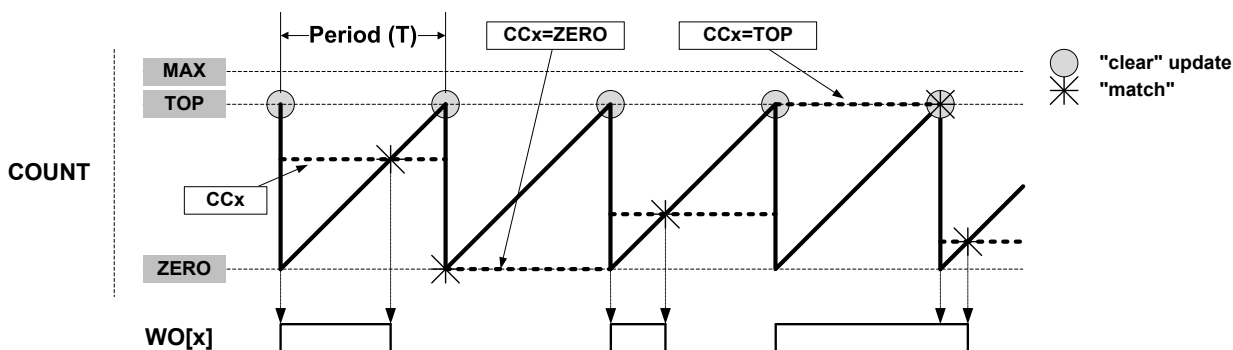 Period (T)
CCx=ZERO
CCx=TOP
MAX
"clear" update
TOP
"match"
COUNT
CCx
ZERO
WO[x]